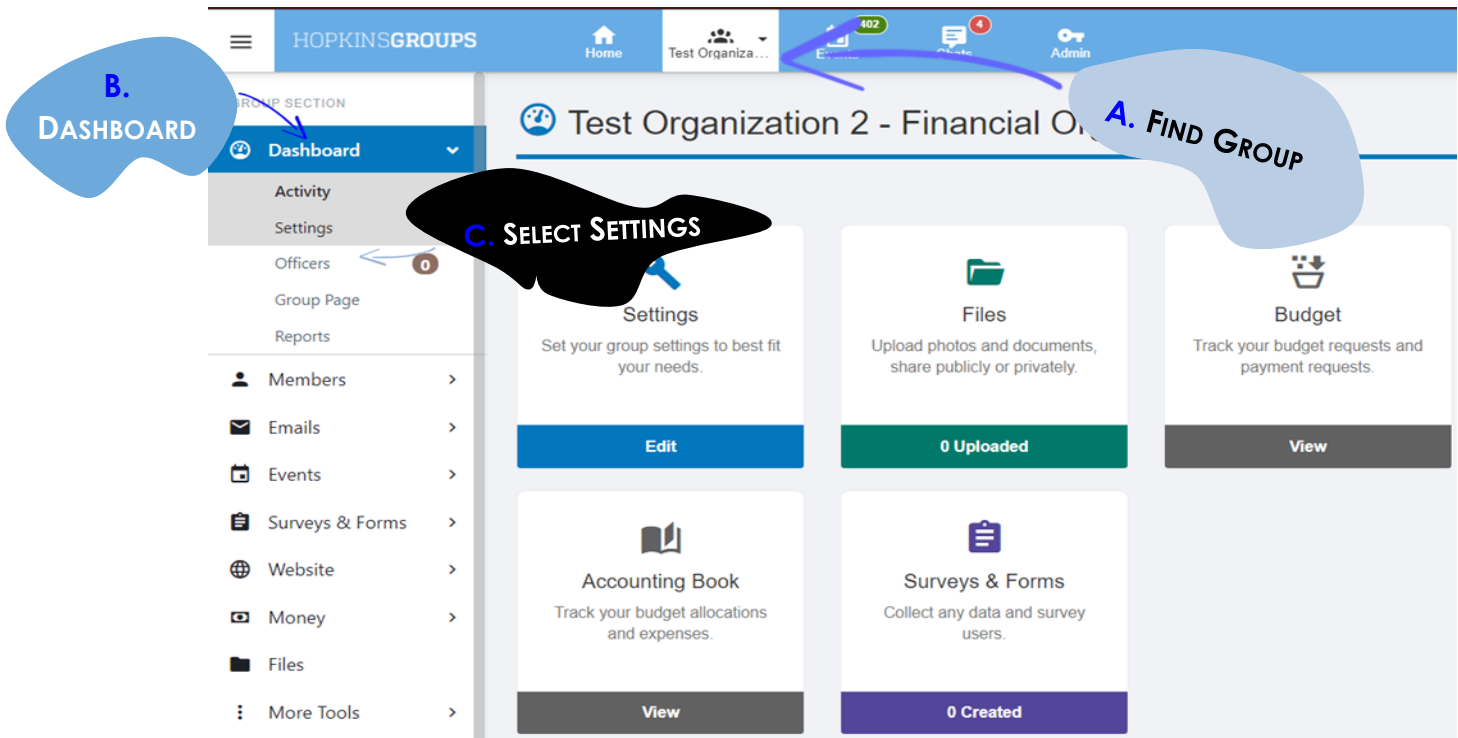 HOPKINSGROUPS
Home
Test Organiza...
Events
402
Chats
4
Admin
B.
DASHBOARD
A. FIND GROUP
C. SELECT SETTINGS
GROUP SECTION
Dashboard
Activity
Settings
Officers
0
Group Page
Reports
Members
Emails
Events
Surveys & Forms
Website
Money
Files
More Tools
Test Organization 2 - Financial
Settings
Set your group settings to best fit
your needs.
Edit
Files
Upload photos and documents,
share publicly or privately.
0 Uploaded
Budget
Track your budget requests and
payment requests.
View
Accounting Book
Track your budget allocations
and expenses.
View
Surveys & Forms
Collect any data and survey
users.
0 Created